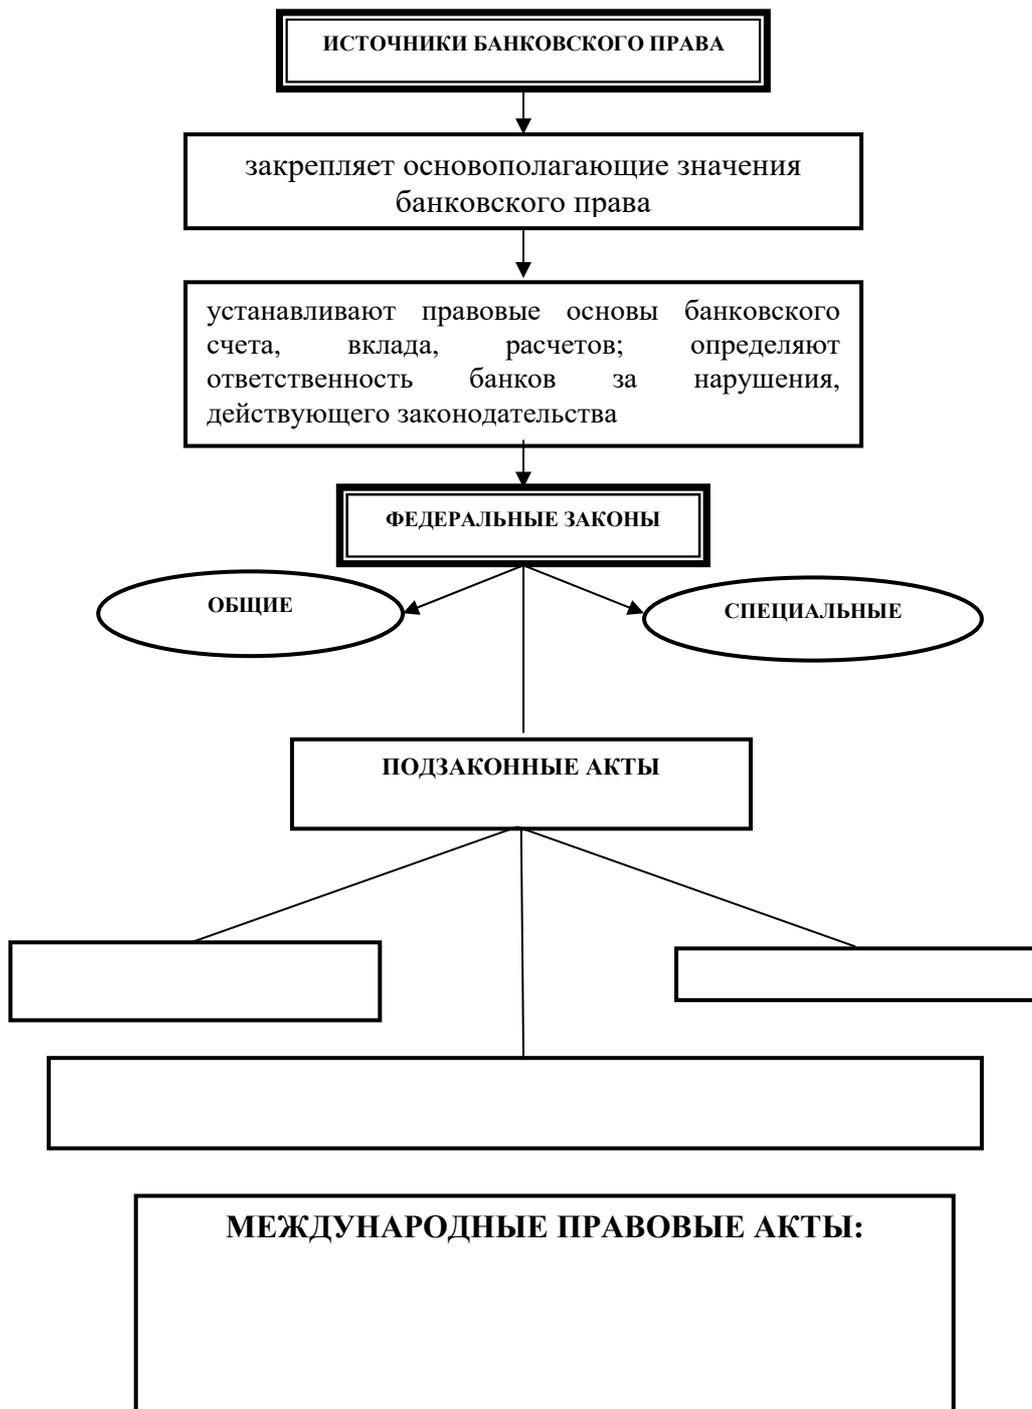 ИСТОЧНИКИ БАНКОВСКОГО ПРАВА
закрепляет основополагающие значения
банковского права
устанавливают правовые основы банковского
счета, вклада, расчетов; определяют
ответственность банков за нарушения,
действующего законодательства
ФЕДЕРАЛЬНЫЕ ЗАКОНЫ
ОБЩИЕ
СПЕЦИАЛЬНЫЕ
ПОДЗАКОННЫЕ АКТЫ
МЕЖДУНАРОДНЫЕ ПРАВОВЫЕ АКТЫ: